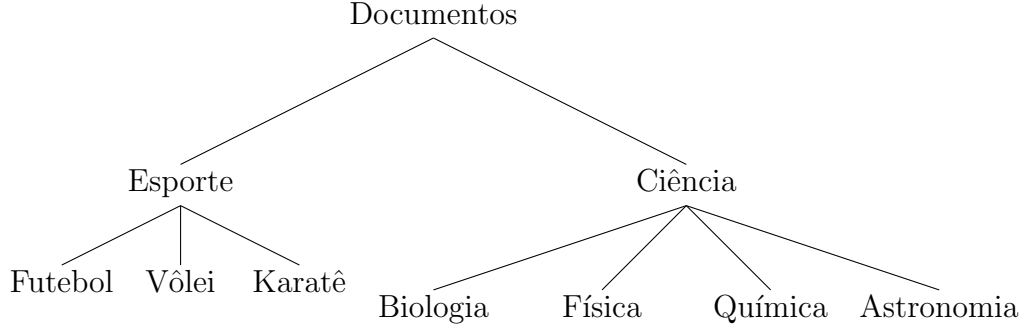 Documentos
Esporte Ciência
Futebol Vôlei Karatê
Biologia Física Química Astronomia